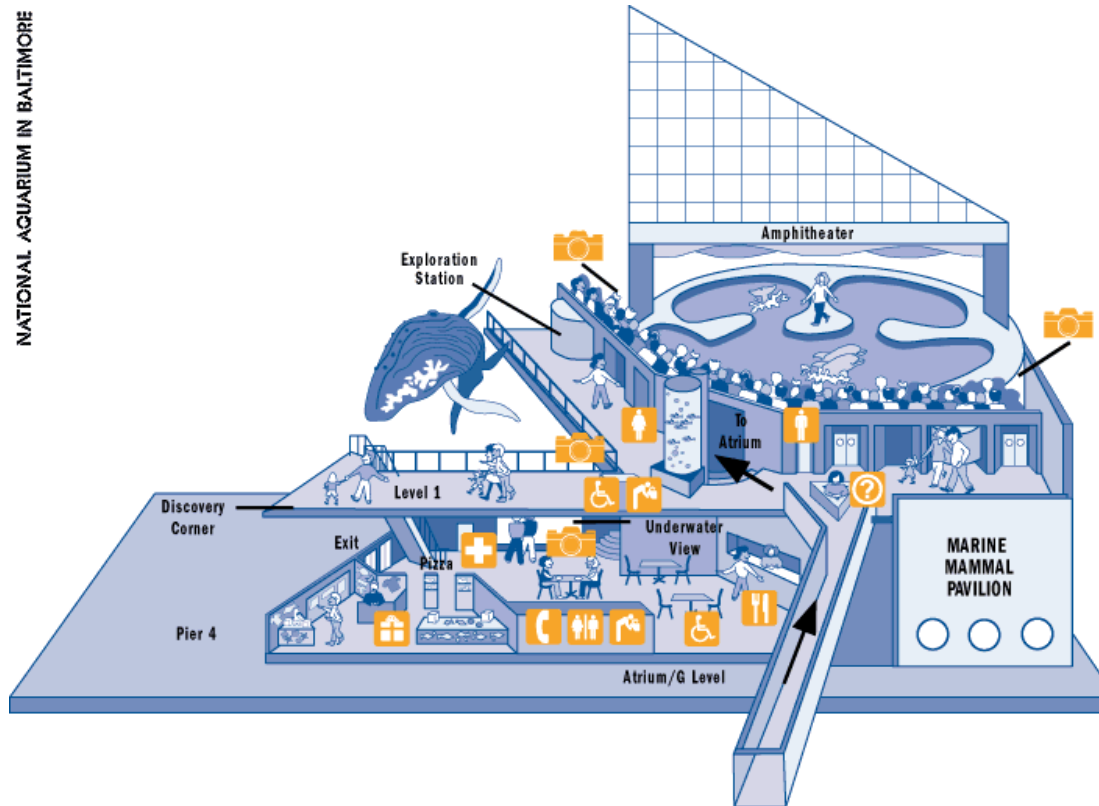 NATIONAL AQUARIUM IN BALTIMORE
Amphitheater
Exploration
Station
To
Atrium
Level 1
?
Discovery
Corner
Underwater
View
Exit
Pizza
MARINE
MAMMAL
PAVILION
Pier 4
Atrium/G Level